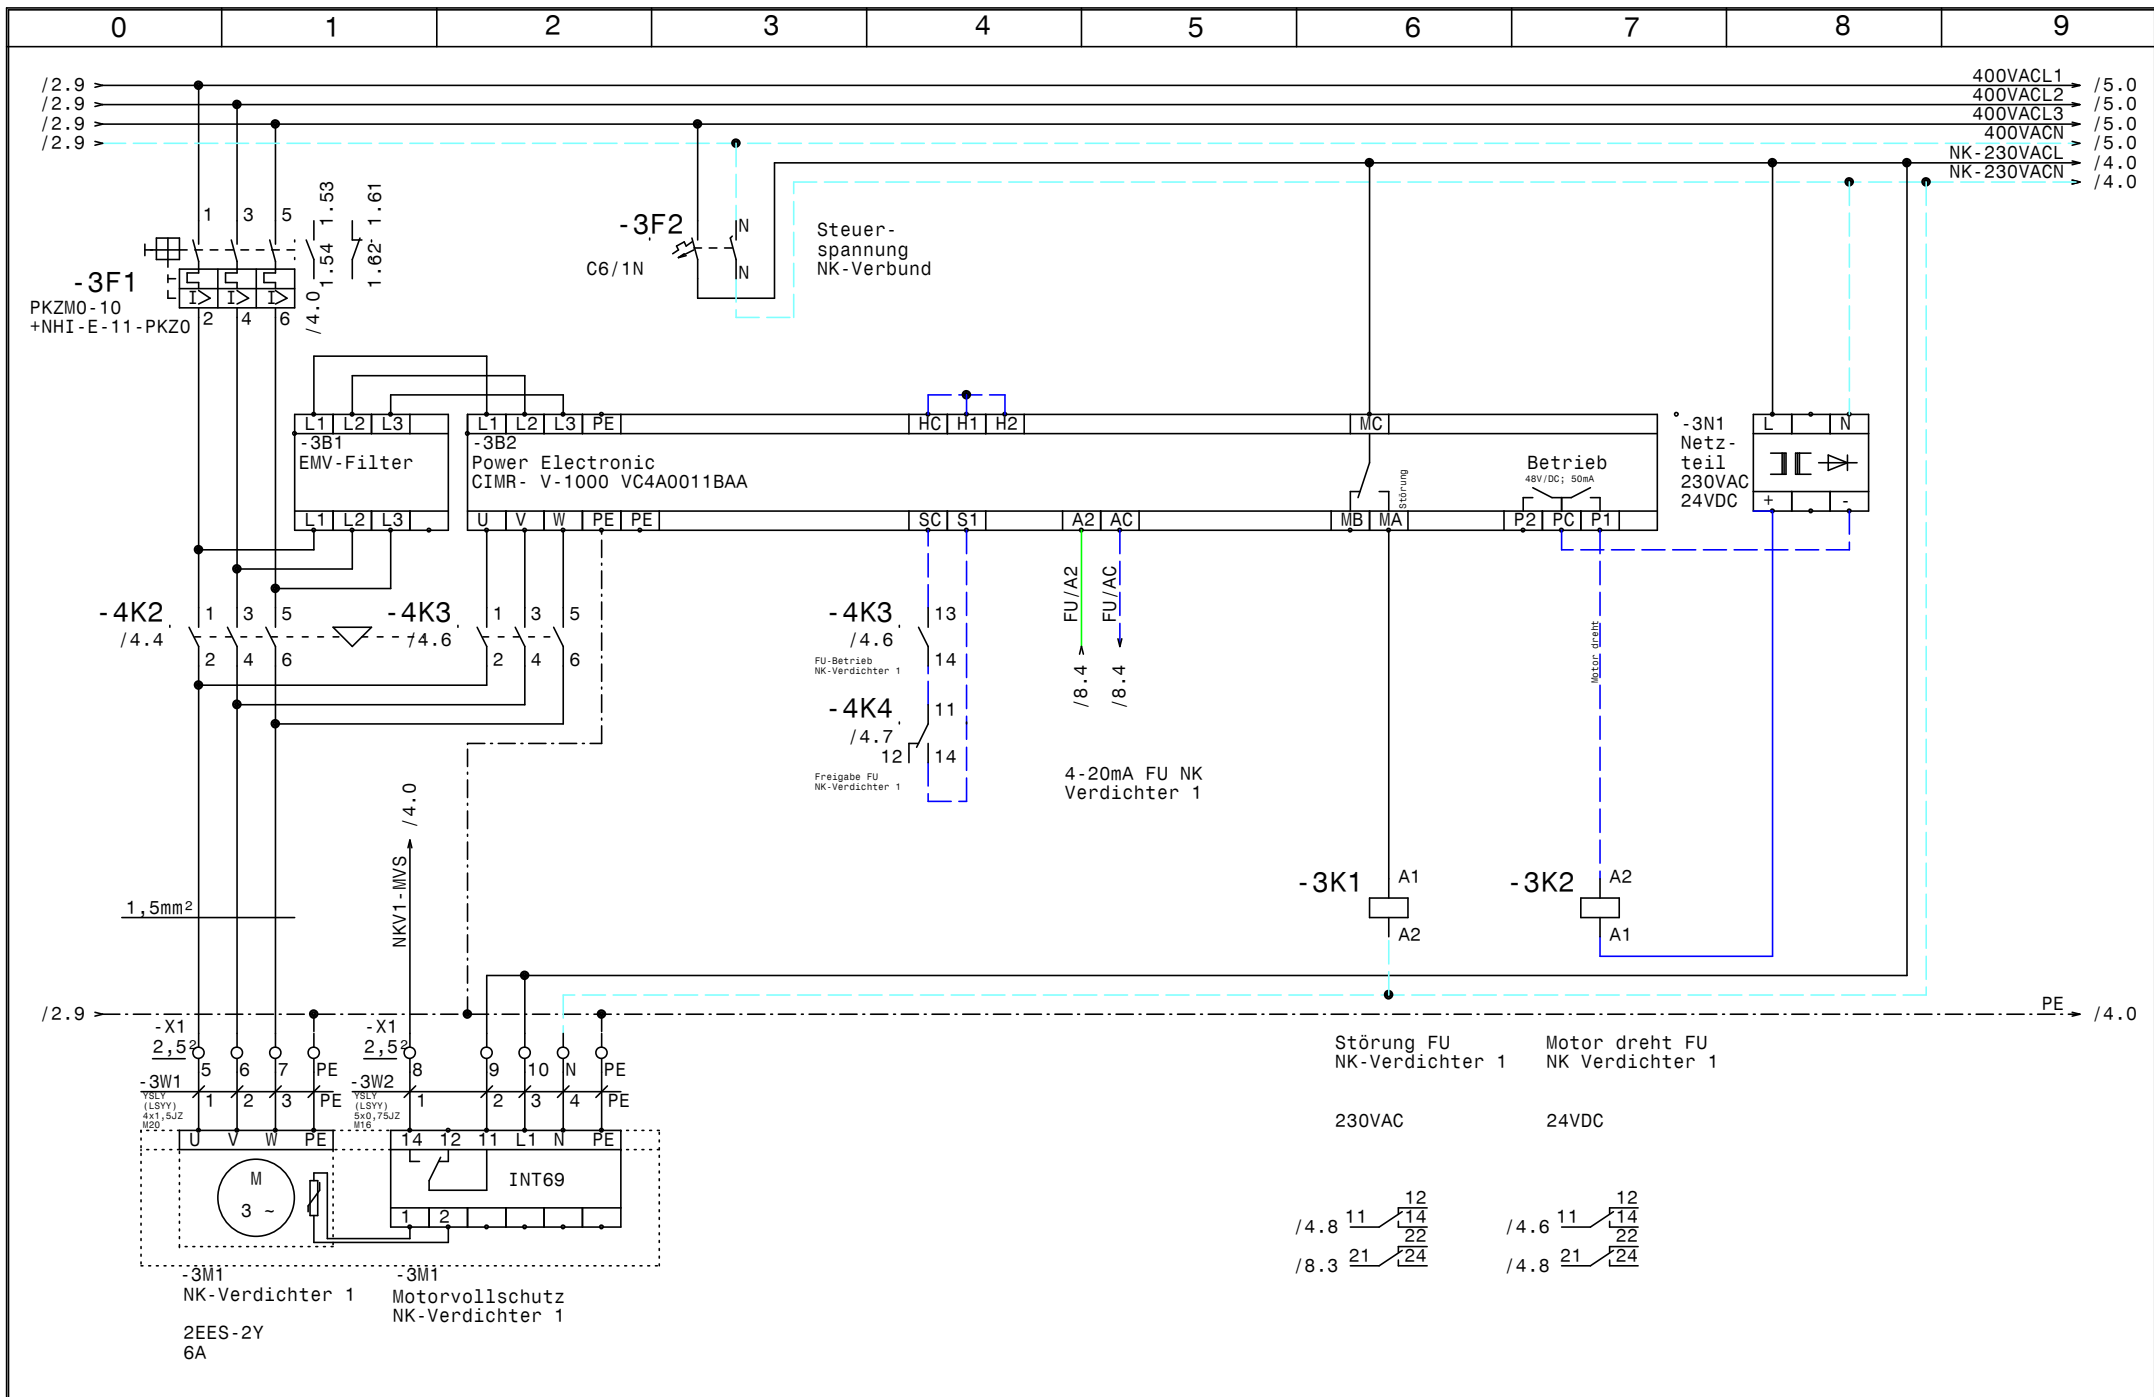 0 1 2 3 4 5 6 7 8 9
/2.9 400VACL1 /5.0
/2.9 400VACL2 /5.0
/2.9 400VACL3 /5.0
/2.9 400VACN /5.0
NK-230VACL /4.0
NK-230VACN /4.0
1 3 5
1.54 1.53
1.62 1.61
/4.0
-3F1
PKZM0-10
+NHI-E-11-PKZ0
I> I> I>
2 4 6
-3F2
C6/1N
N
N
Steuer-
spannung
NK-Verbund
L1 L2 L3
-3B1
EMV-Filter
L1 L2 L3
L1 L2 L3 PE HC H1 H2 MC
-3B2
Power Electronic
CIMR- V-1000 VC4A0011BAA
Störung
Betrieb
48V/DC; 50mA
U V W PE PE SC S1 A2 AC MB MA P2 PC P1
-3N1
Netz-
teil
230VAC
24VDC
L N
+ -
-4K2
/4.4
1 3 5
2 4 6
-4K3
/4.6
1 3 5
2 4 6
-4K3
/4.6
13
14
FU-Betrieb
NK-Verdichter 1
-4K4
/4.7
11
12 14
Freigabe FU
NK-Verdichter 1
FU/A2
/8.4
FU/AC
/8.4
4-20mA FU NK
Verdichter 1
Motor dreht
-3K1
A1
A2
-3K2
A2
A1
1,5mm²
NKV1-MVS
/4.0
/2.9 PE /4.0
-X1
2,5²
5 6 7 PE
-3W1
YSLY
(LSYY)
4x1,5JZ
M20
1 2 3 PE
-X1
2,5²
8 9 10 N PE
-3W2
YSLY
(LSYY)
5x0,75JZ
M16
1 2 3 4 PE
U V W PE
M
3 ~
14 12 11 L1 N PE
INT69
1 2
-3M1
NK-Verdichter 1
2EES-2Y
6A
-3M1
Motorvollschutz
NK-Verdichter 1
Störung FU
NK-Verdichter 1
230VAC
Motor dreht FU
NK Verdichter 1
24VDC
12
/4.8 11 14
22
/8.3 21 24
12
/4.6 11 14
22
/4.8 21 24